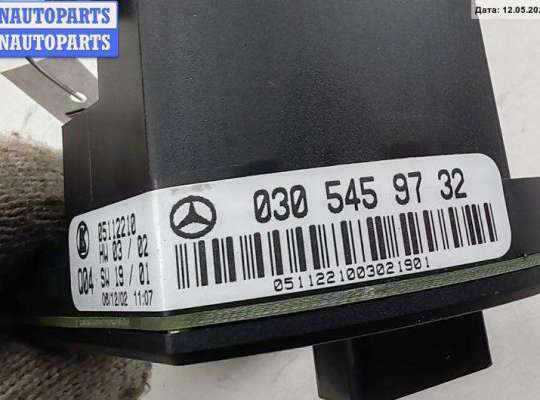 NAUTOPARTS
NAUTOPARTS
Дата: 12.05.202
030 545 97 32
05112210
HW 03 / 02
004 SW 19 / 01
06/12/02 11:07
0511221003021901